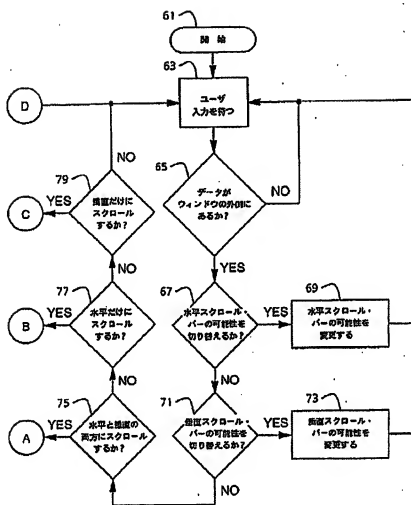 61
開始
63
ユーザ
入力を待つ
D
NO
79
垂直だけに
スクロール
するか?
YES
C
65
データが
ウィンドウの外側に
あるか?
NO
YES
NO
77
水平だけに
スクロール
するか?
YES
B
67
水平スクロール・
バーの可能性を
切り替えるか?
YES
69
水平スクロール・
バーの可能性を
変更する
NO
NO
75
水平と垂直の
両方にスクロール
するか?
YES
A
71
垂直スクロール・
バーの可能性を
切り替えるか?
YES
73
垂直スクロール・
バーの可能性を
変更する
NO